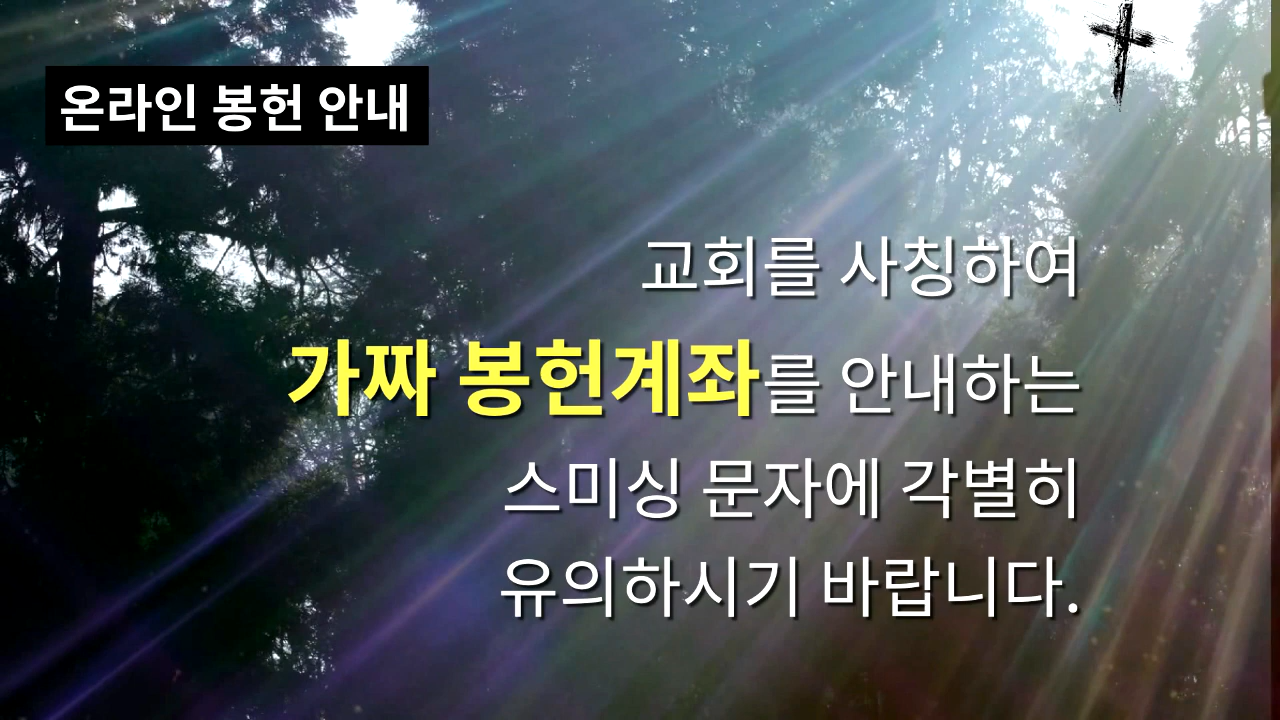 온라인 봉헌 안내
교회를 사칭하여
가짜 봉헌계좌를 안내하는
스미싱 문자에 각별히
유의하시기 바랍니다.